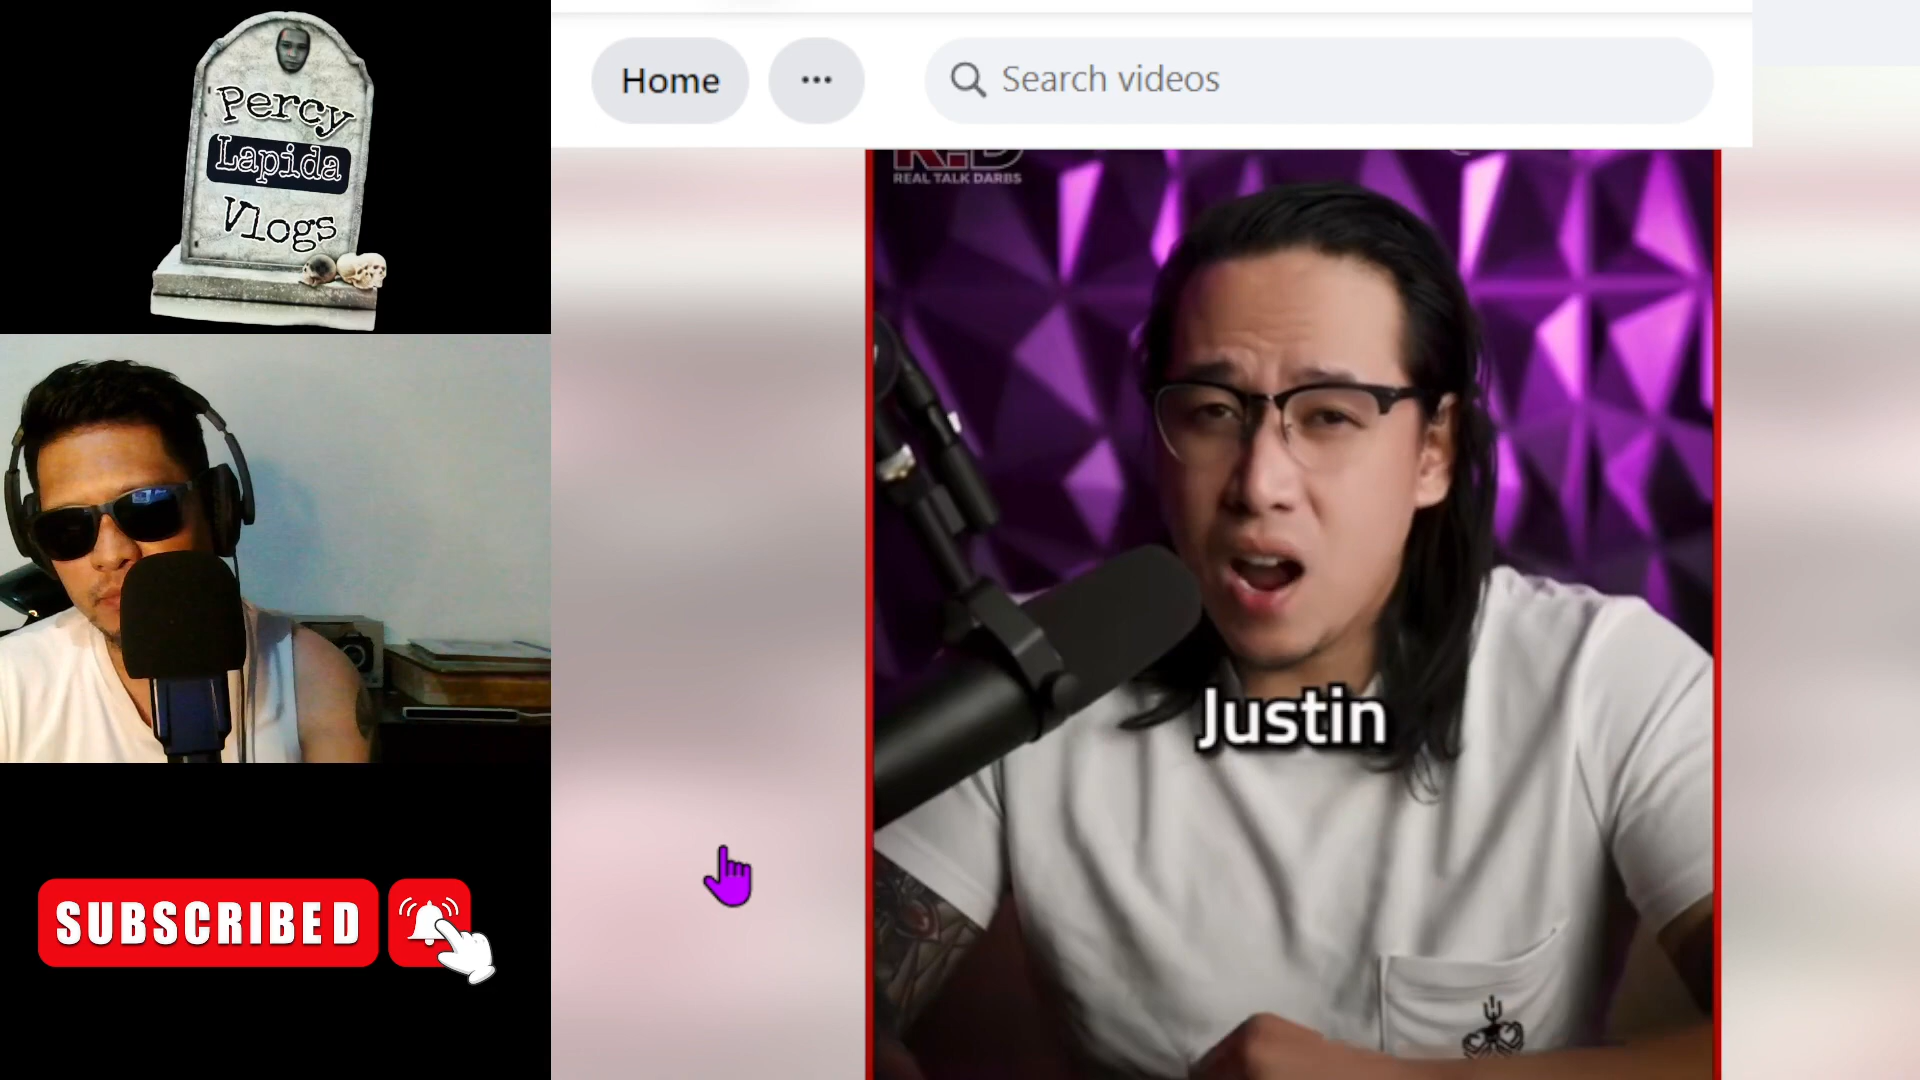 Percy
Lapida
Vlogs
Home
Search videos
REAL TALK DARBS
Justin
SUBSCRIBED